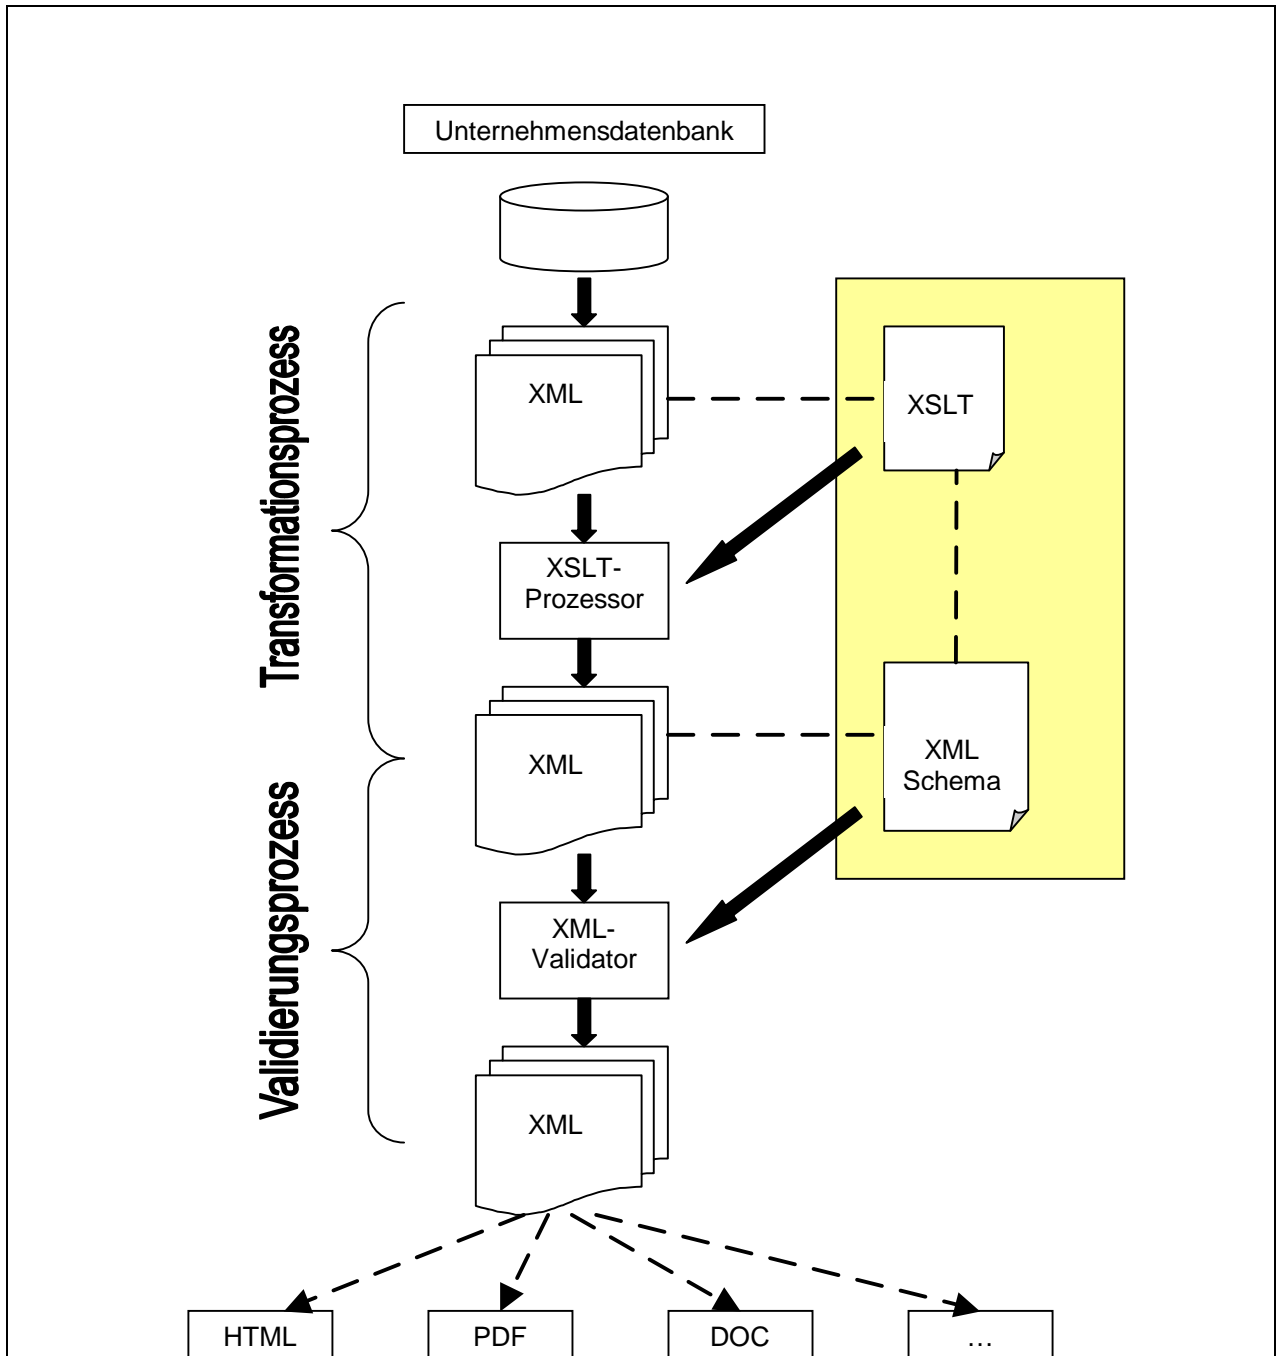 Unternehmensdatenbank
Transformationsprozess
XML
XSLT
XSLT-
Prozessor
XML
XML
Schema
Validierungsprozess
XML-
Validator
XML
HTML
PDF
DOC
…